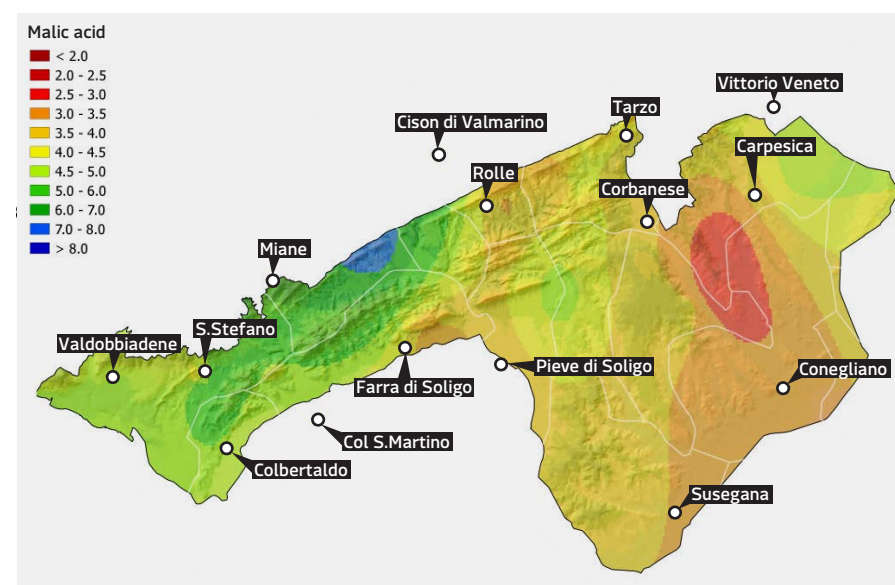 Malic acid
< 2.0
2.0 - 2.5
2.5 - 3.0
3.0 - 3.5
3.5 - 4.0
4.0 - 4.5
4.5 - 5.0
5.0 - 6.0
6.0 - 7.0
7.0 - 8.0
> 8.0
Vittorio Veneto
Tarzo
Cison di Valmarino
Carpesica
Rolle
Corbanese
Miane
S.Stefano
Valdobbiadene
Pieve di Soligo
Conegliano
Farra di Soligo
Col S.Martino
Colbertaldo
Susegana